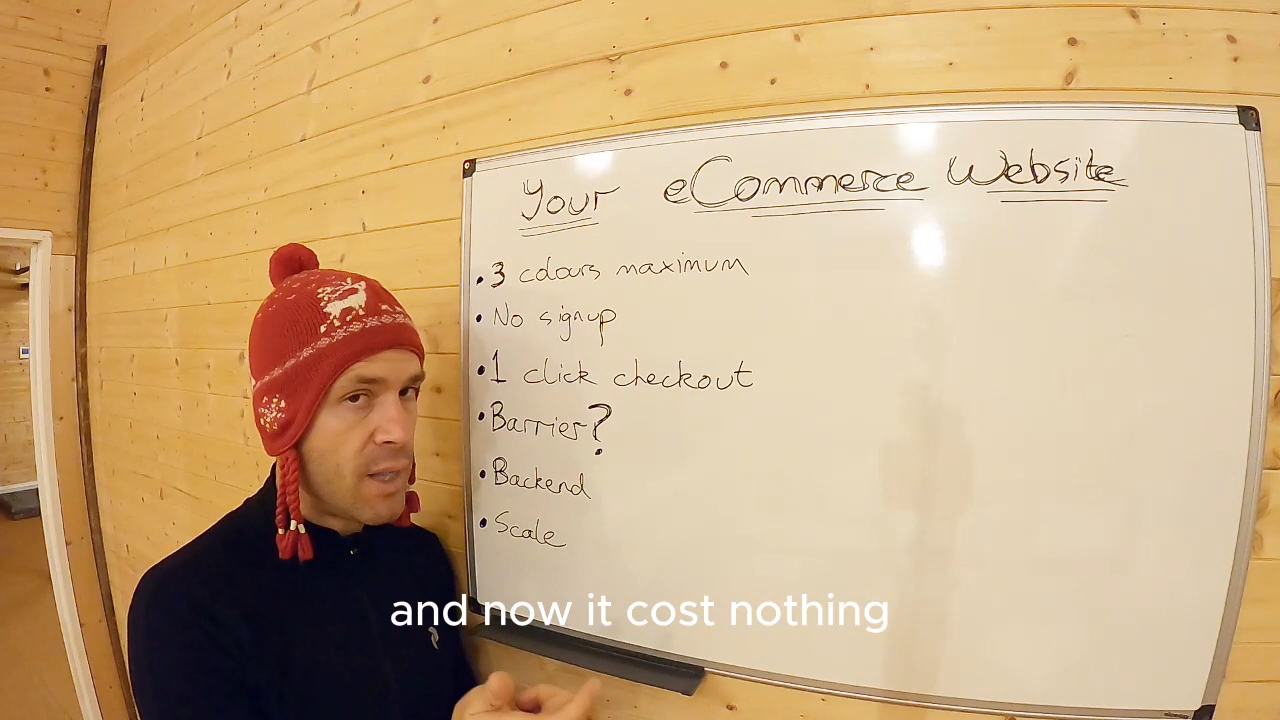 Your eCommerce Website
• 3 colours maximum
• No signup
• 1 click checkout
• Barrier?
• Backend
• Scale
and now it cost nothing